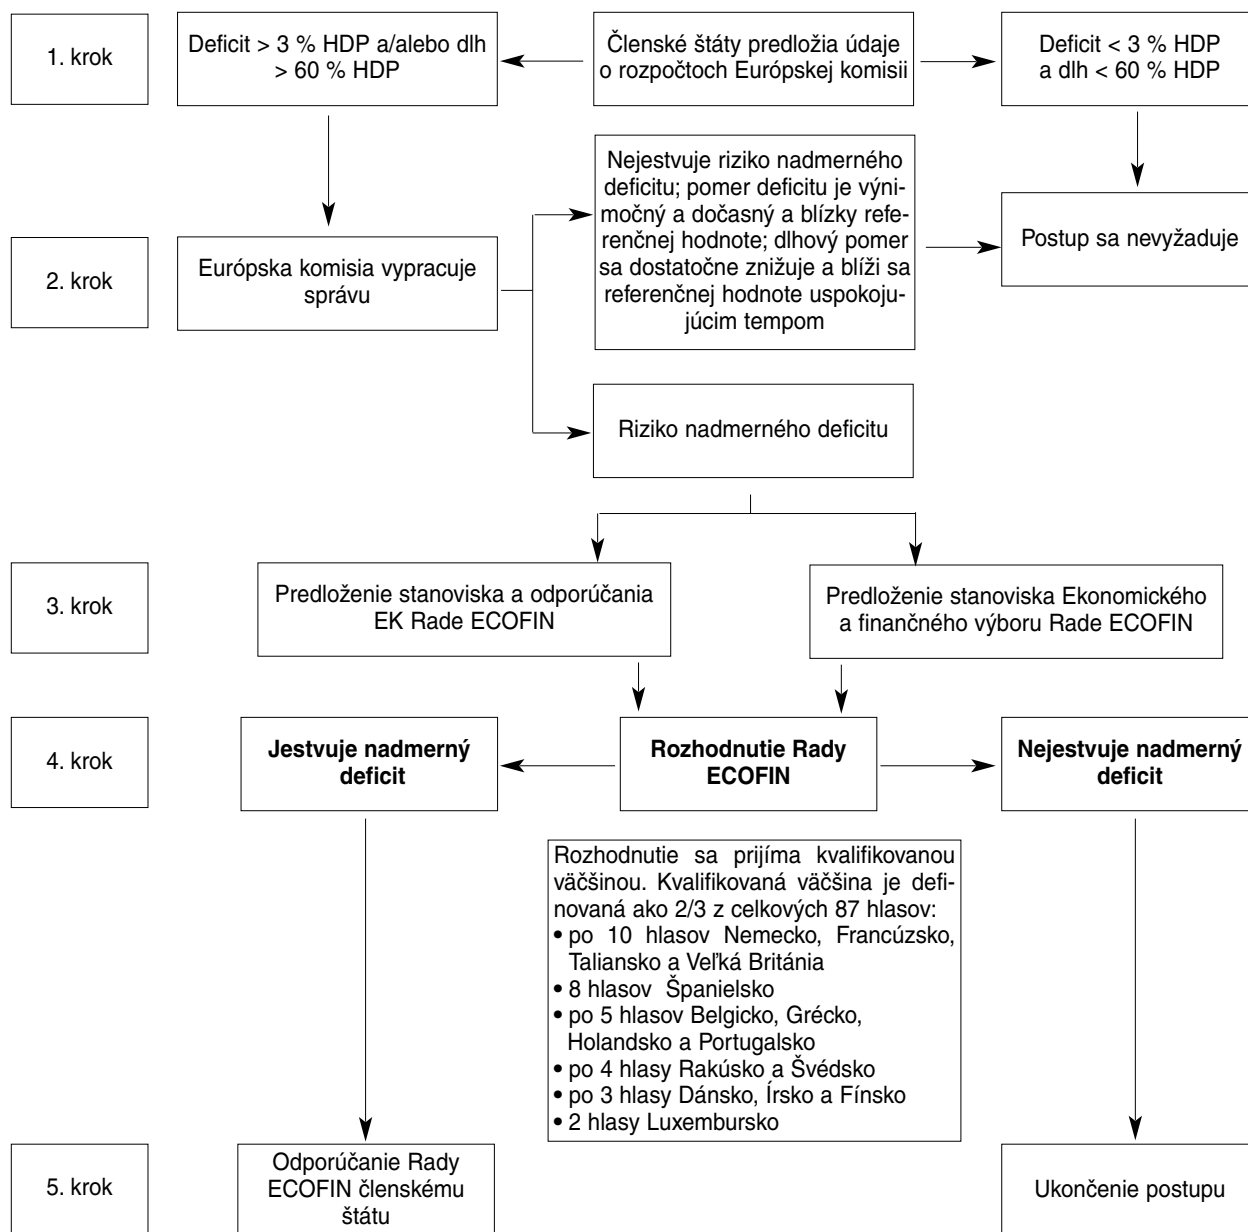 1. krok
Deficit > 3 % HDP a/alebo dlh
> 60 % HDP
Členské štáty predložia údaje
o rozpočtoch Európskej komisii
Deficit < 3 % HDP
a dlh < 60 % HDP
2. krok
Európska komisia vypracuje
správu
Nejestvuje riziko nadmerného
deficitu; pomer deficitu je výni-
močný a dočasný a blízky refe-
renčnej hodnote; dlhový pomer
sa dostatočne znižuje a blíži sa
referenčnej hodnote uspokoju-
júcim tempom
Postup sa nevyžaduje
Riziko nadmerného deficitu
3. krok
Predloženie stanoviska a odporúčania
EK Rade ECOFIN
Predloženie stanoviska Ekonomického
a finančného výboru Rade ECOFIN
4. krok
Jestvuje nadmerný
deficit
Rozhodnutie Rady
ECOFIN
Nejestvuje nadmerný
deficit
Rozhodnutie sa prijíma kvalifikovanou
väčšinou. Kvalifikovaná väčšina je defi-
novaná ako 2/3 z celkových 87 hlasov:
• po 10 hlasov Nemecko, Francúzsko,
Taliansko a Veľká Británia
• 8 hlasov Španielsko
• po 5 hlasov Belgicko, Grécko,
Holandsko a Portugalsko
• po 4 hlasy Rakúsko a Švédsko
• po 3 hlasy Dánsko, Írsko a Fínsko
• 2 hlasy Luxembursko
5. krok
Odporúčanie Rady
ECOFIN členskému
štátu
Ukončenie postupu